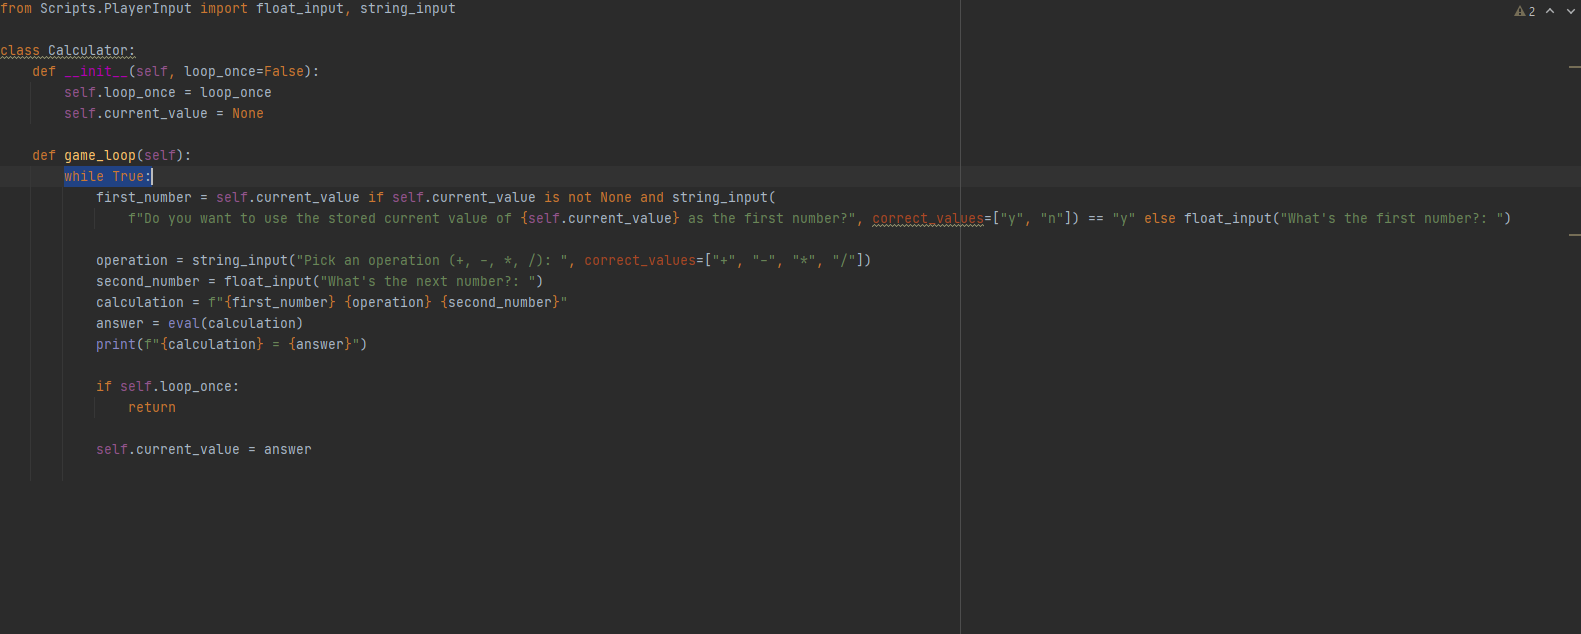 from Scripts.PlayerInput import float_input, string_input
2
class Calculator:
    def __init__(self, loop_once=False):
        self.loop_once = loop_once
        self.current_value = None
    def game_loop(self):
        while True:
            first_number = self.current_value if self.current_value is not None and string_input(
                f"Do you want to use the stored current value of {self.current_value} as the first number?", correct_values=["y", "n"]) == "y" else float_input("What's the first number?: ")
            operation = string_input("Pick an operation (+, -, *, /): ", correct_values=["+", "-", "*", "/"])
            second_number = float_input("What's the next number?: ")
            calculation = f"{first_number} {operation} {second_number}"
            answer = eval(calculation)
            print(f"{calculation} = {answer}")
            if self.loop_once:
                return
            self.current_value = answer